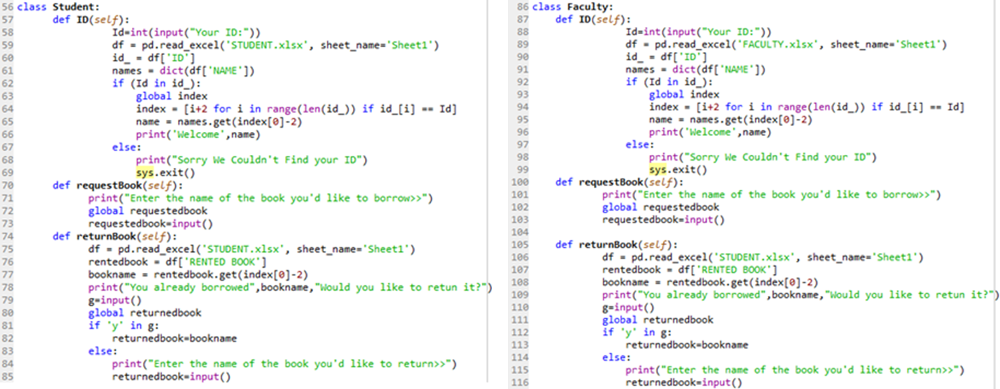 56 class Student:
57 def ID(self):
58 Id=int(input("Your ID:"))
59 df = pd.read_excel('STUDENT.xlsx', sheet_name='Sheet1')
60 id_ = df['ID']
61 names = dict(df['NAME'])
62 if (Id in id_):
63 global index
64 index = [i+2 for i in range(len(id_)) if id_[i] == Id]
65 name = names.get(index[0]-2)
66 print('Welcome',name)
67 else:
68 print("Sorry We Couldn't Find your ID")
69 sys.exit()
70 def requestBook(self):
71 print("Enter the name of the book you'd like to borrow>>")
72 global requestedbook
73 requestedbook=input()
74 def returnBook(self):
75 df = pd.read_excel('STUDENT.xlsx', sheet_name='Sheet1')
76 rentedbook = df['RENTED BOOK']
77 bookname = rentedbook.get(index[0]-2)
78 print("You already borrowed",bookname,"Would you like to retun it?")
79 g=input()
80 global returnedbook
81 if 'y' in g:
82 returnedbook=bookname
83 else:
84 print("Enter the name of the book you'd like to return>>")
85 returnedbook=input()
86 class Faculty:
87 def ID(self):
88 Id=int(input("Your ID:"))
89 df = pd.read_excel('FACULTY.xlsx', sheet_name='Sheet1')
90 id_ = df['ID']
91 names = dict(df['NAME'])
92 if (Id in id_):
93 global index
94 index = [i+2 for i in range(len(id_)) if id_[i] == Id]
95 name = names.get(index[0]-2)
96 print('Welcome',name)
97 else:
98 print("Sorry We Couldn't Find your ID")
99 sys.exit()
100 def requestBook(self):
101 print("Enter the name of the book you'd like to borrow>>")
102 global requestedbook
103 requestedbook=input()
104
105 def returnBook(self):
106 df = pd.read_excel('STUDENT.xlsx', sheet_name='Sheet1')
107 rentedbook = df['RENTED BOOK']
108 bookname = rentedbook.get(index[0]-2)
109 print("You already borrowed",bookname,"Would you like to retun it?")
110 g=input()
111 global returnedbook
112 if 'y' in g:
113 returnedbook=bookname
114 else:
115 print("Enter the name of the book you'd like to return>>")
116 returnedbook=input()